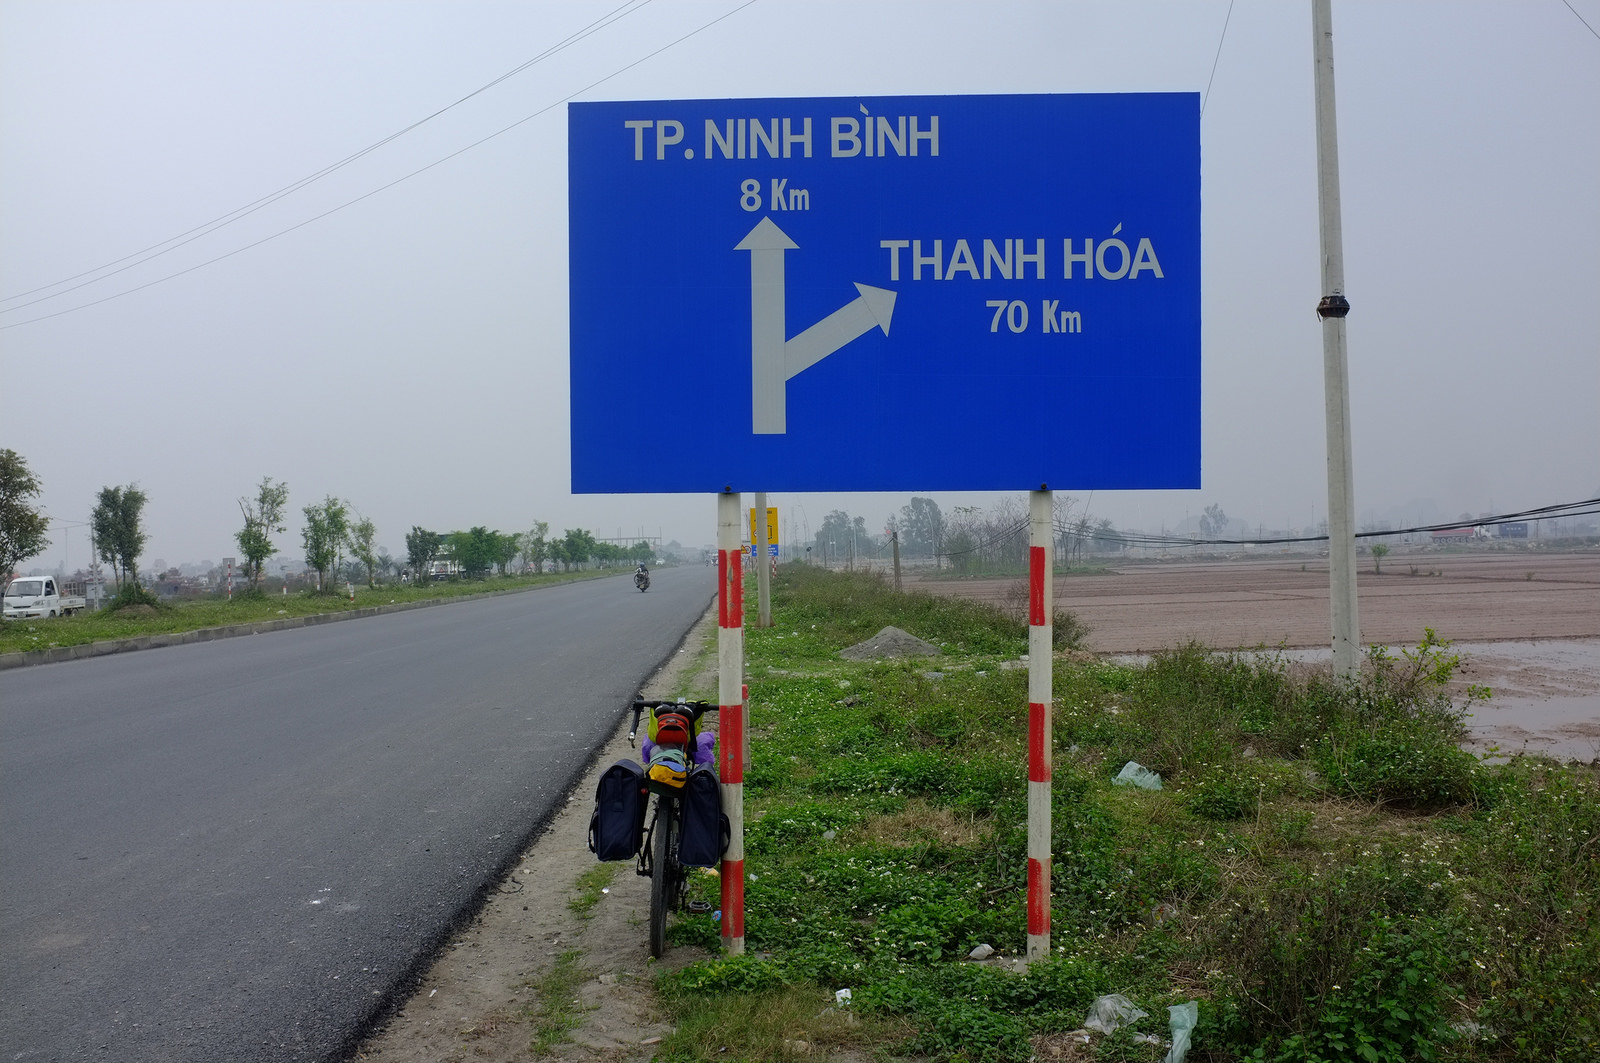 TP. NINH BÌNH
8 Km
THANH HÓA
70 Km